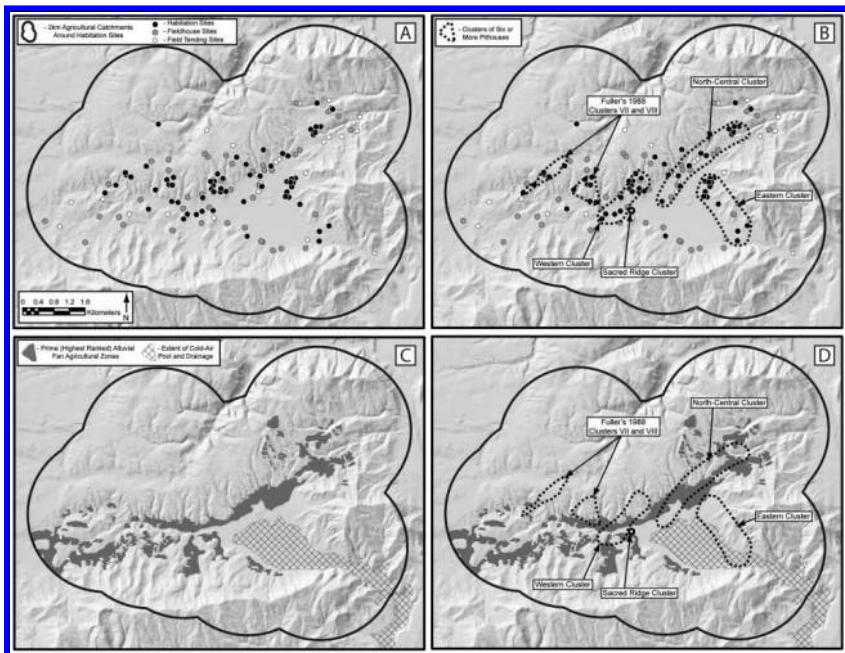 - 2km Agricultural Catchments
Around Habitation Sites
- Habitation Sites
- Fieldhouse Sites
- Field Tending Sites
A
0 0.4 0.8 1.2 1.6
Kilometers
N
- Clusters of Six or
More Pithouses
B
North-Central Cluster
Fuller's 1988
Clusters VII and VIII
Eastern Cluster
Western Cluster
Sacred Ridge Cluster
- Prime (Highest Ranked) Alluvial
Fan Agricultural Zones
- Extent of Cold-Air
Pool and Drainage
C
D
North-Central Cluster
Fuller's 1988
Clusters VII and VIII
Eastern Cluster
Western Cluster
Sacred Ridge Cluster